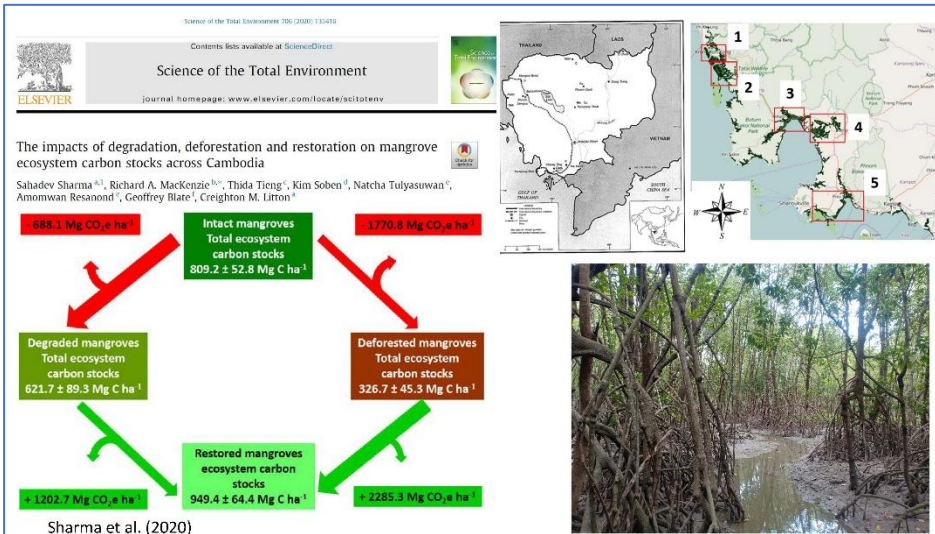 Science of the Total Environment 706 (2020) 135416
Contents lists available at ScienceDirect
Science of the Total Environment
journal homepage: www.elsevier.com/locate/scitotenv
ELSEVIER
The impacts of degradation, deforestation and restoration on mangrove
ecosystem carbon stocks across Cambodia
Sahadev Sharma a,1, Richard A. MacKenzie b,*, Thida Tieng c, Kim Soben d, Natcha Tulyasuwan e,
Amomwan Resanond e, Geoffrey Blate f, Creighton M. Litton a
- 688.1 Mg CO₂e ha⁻¹
Intact mangroves
Total ecosystem
carbon stocks
809.2 ± 52.8 Mg C ha⁻¹
- 1770.8 Mg CO₂e ha⁻¹
Degraded mangroves
Total ecosystem
carbon stocks
621.7 ± 89.3 Mg C ha⁻¹
Deforested mangroves
Total ecosystem
carbon stocks
326.7 ± 45.3 Mg C ha⁻¹
Restored mangroves
ecosystem carbon
stocks
949.4 ± 64.4 Mg C ha⁻¹
+ 1202.7 Mg CO₂e ha⁻¹
+ 2285.3 Mg CO₂e ha⁻¹
Sharma et al. (2020)
THAILAND
LAOS
VIETNAM
GULF OF
THAILAND
SOUTH
CHINA SEA
1
2
3
4
5
N
W
E
S